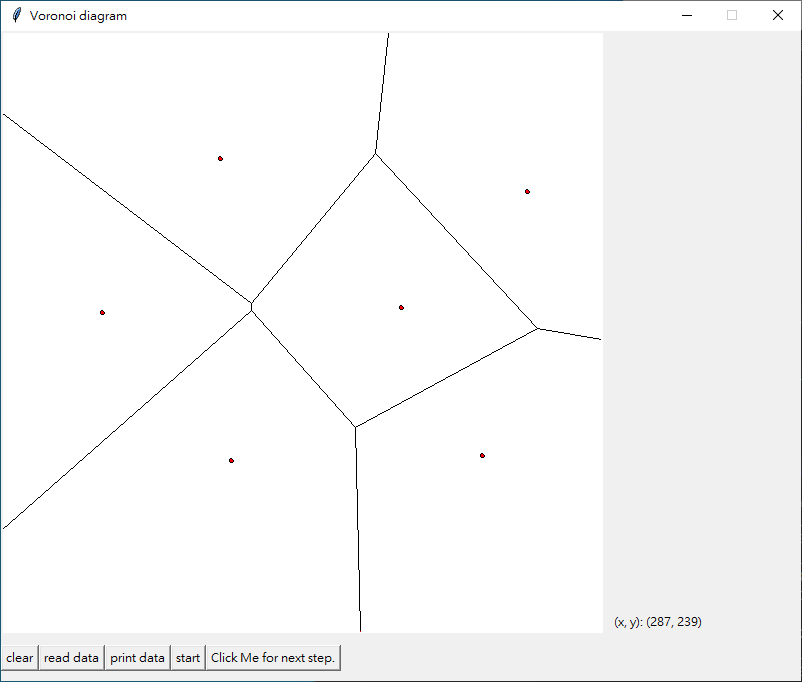 Voronoi diagram
(x, y): (287, 239)
clear read data print data start Click Me for next step.